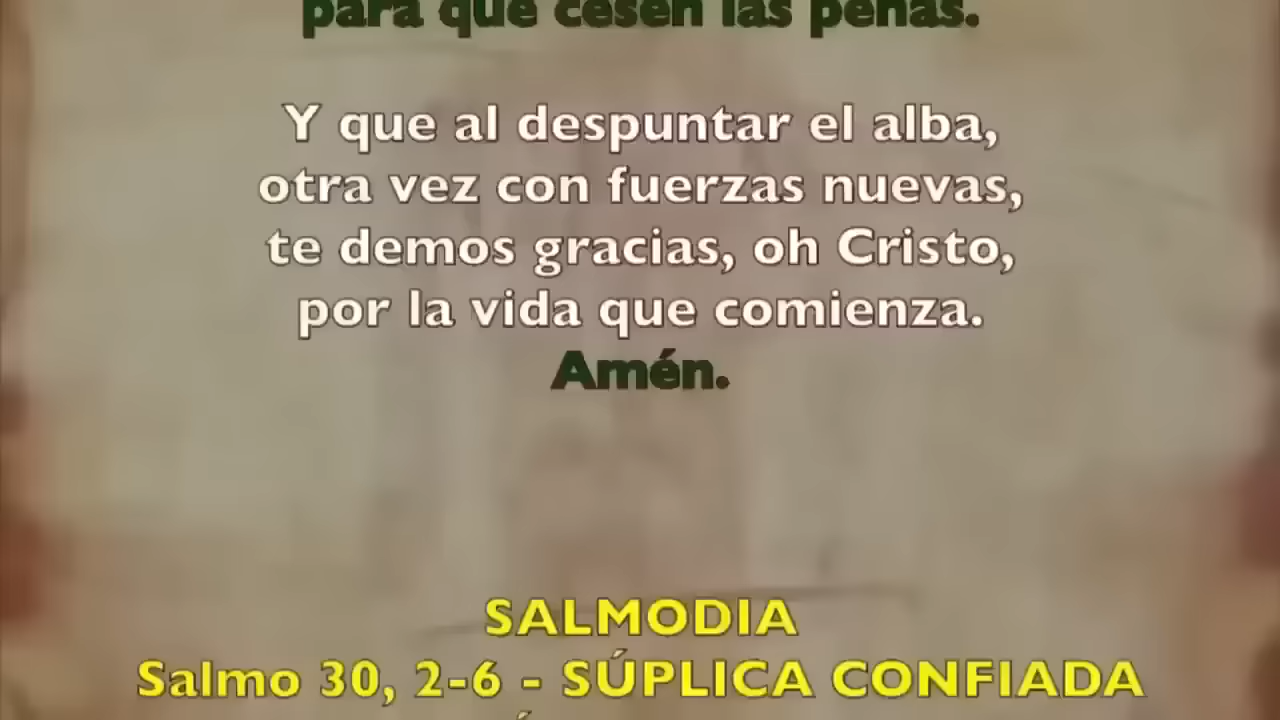 para que cesen las penas.
Y que al despuntar el alba,
otra vez con fuerzas nuevas,
te demos gracias, oh Cristo,
por la vida que comienza.
Amén.
SALMODIA
Salmo 30, 2-6 - SÚPLICA CONFIADA